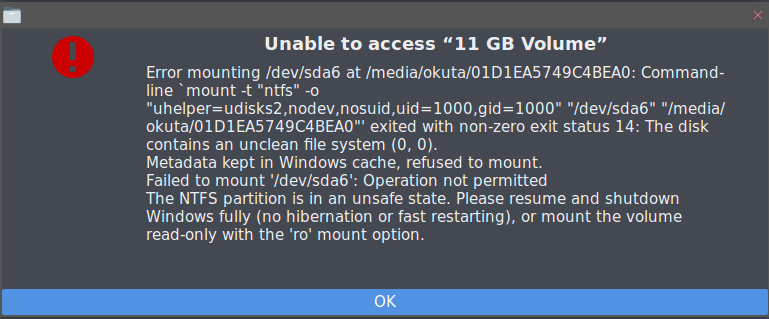 Unable to access “11 GB Volume”
Error mounting /dev/sda6 at /media/okuta/01D1EA5749C4BEA0: Command-
line `mount -t "ntfs" -o
"uhelper=udisks2,nodev,nosuid,uid=1000,gid=1000" "/dev/sda6" "/media/
okuta/01D1EA5749C4BEA0"' exited with non-zero exit status 14: The disk
contains an unclean file system (0, 0).
Metadata kept in Windows cache, refused to mount.
Failed to mount '/dev/sda6': Operation not permitted
The NTFS partition is in an unsafe state. Please resume and shutdown
Windows fully (no hibernation or fast restarting), or mount the volume
read-only with the 'ro' mount option.
OK